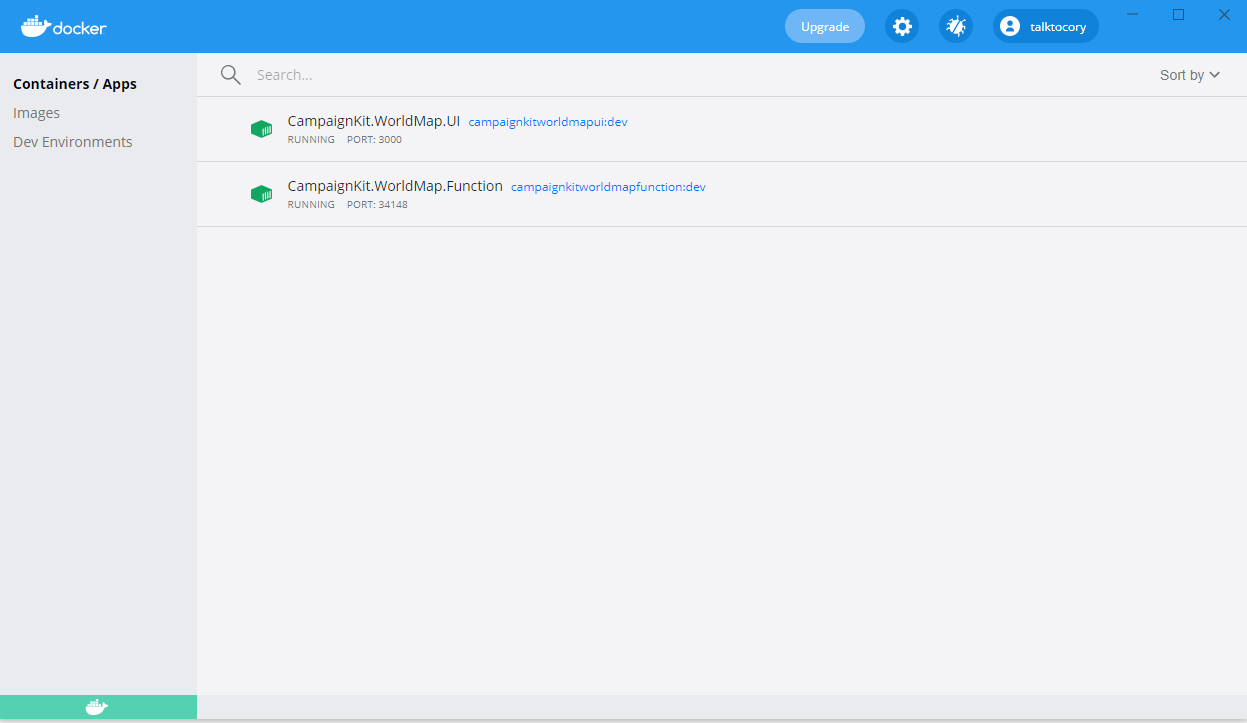 docker
Upgrade
talktocory
Containers / Apps
Images
Dev Environments
Search...
Sort by
CampaignKit.WorldMap.UI campaignkitworldmapui:dev
RUNNING PORT: 3000
CampaignKit.WorldMap.Function campaignkitworldmapfunction:dev
RUNNING PORT: 34148